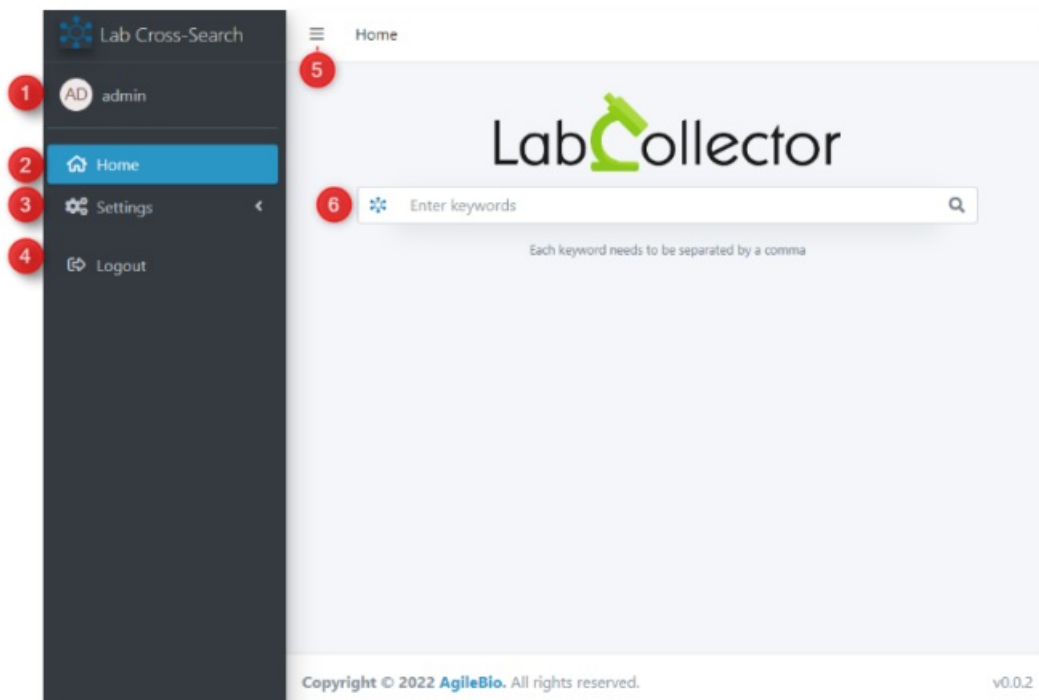 Lab Cross-Search
Home
5
1 AD admin
LabCollector
2 Home
3 Settings
6 Enter keywords
Each keyword needs to be separated by a comma
4 Logout
Copyright © 2022 AgileBio. All rights reserved.
v0.0.2